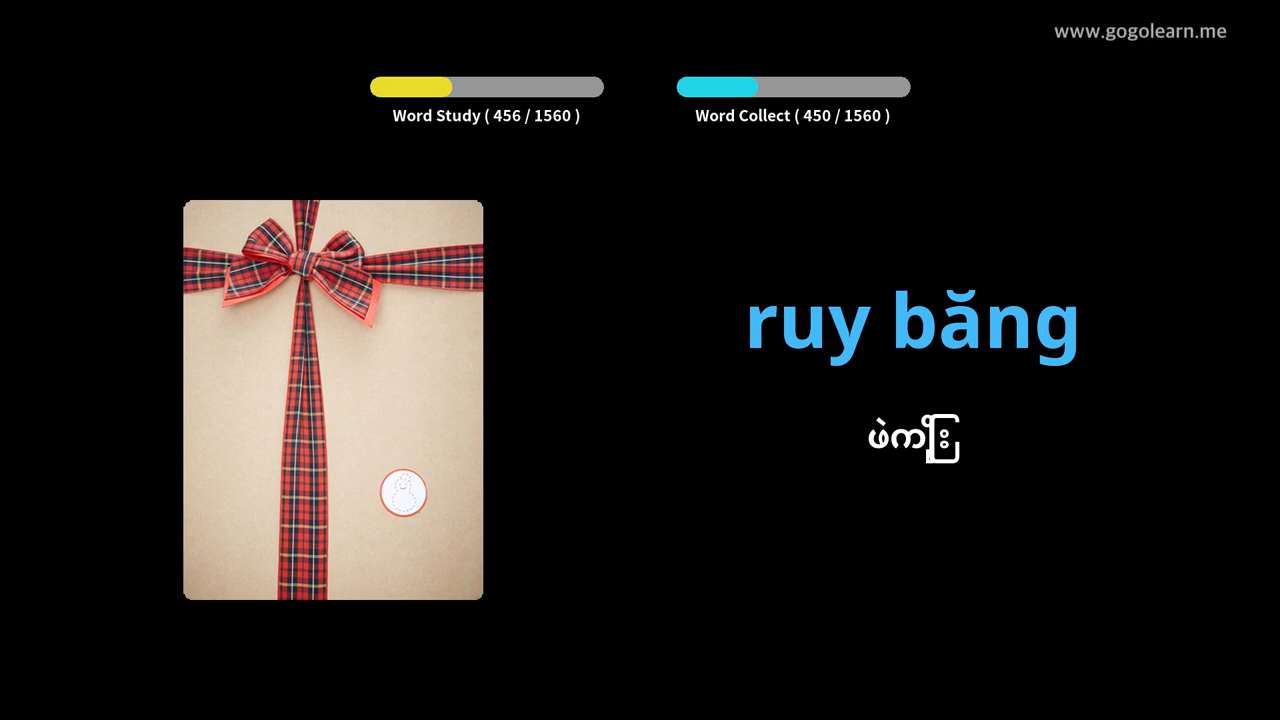 www.gogolearn.me
Word Study ( 456 / 1560 )
Word Collect ( 450 / 1560 )
ruy băng
ဖဲကြိုး